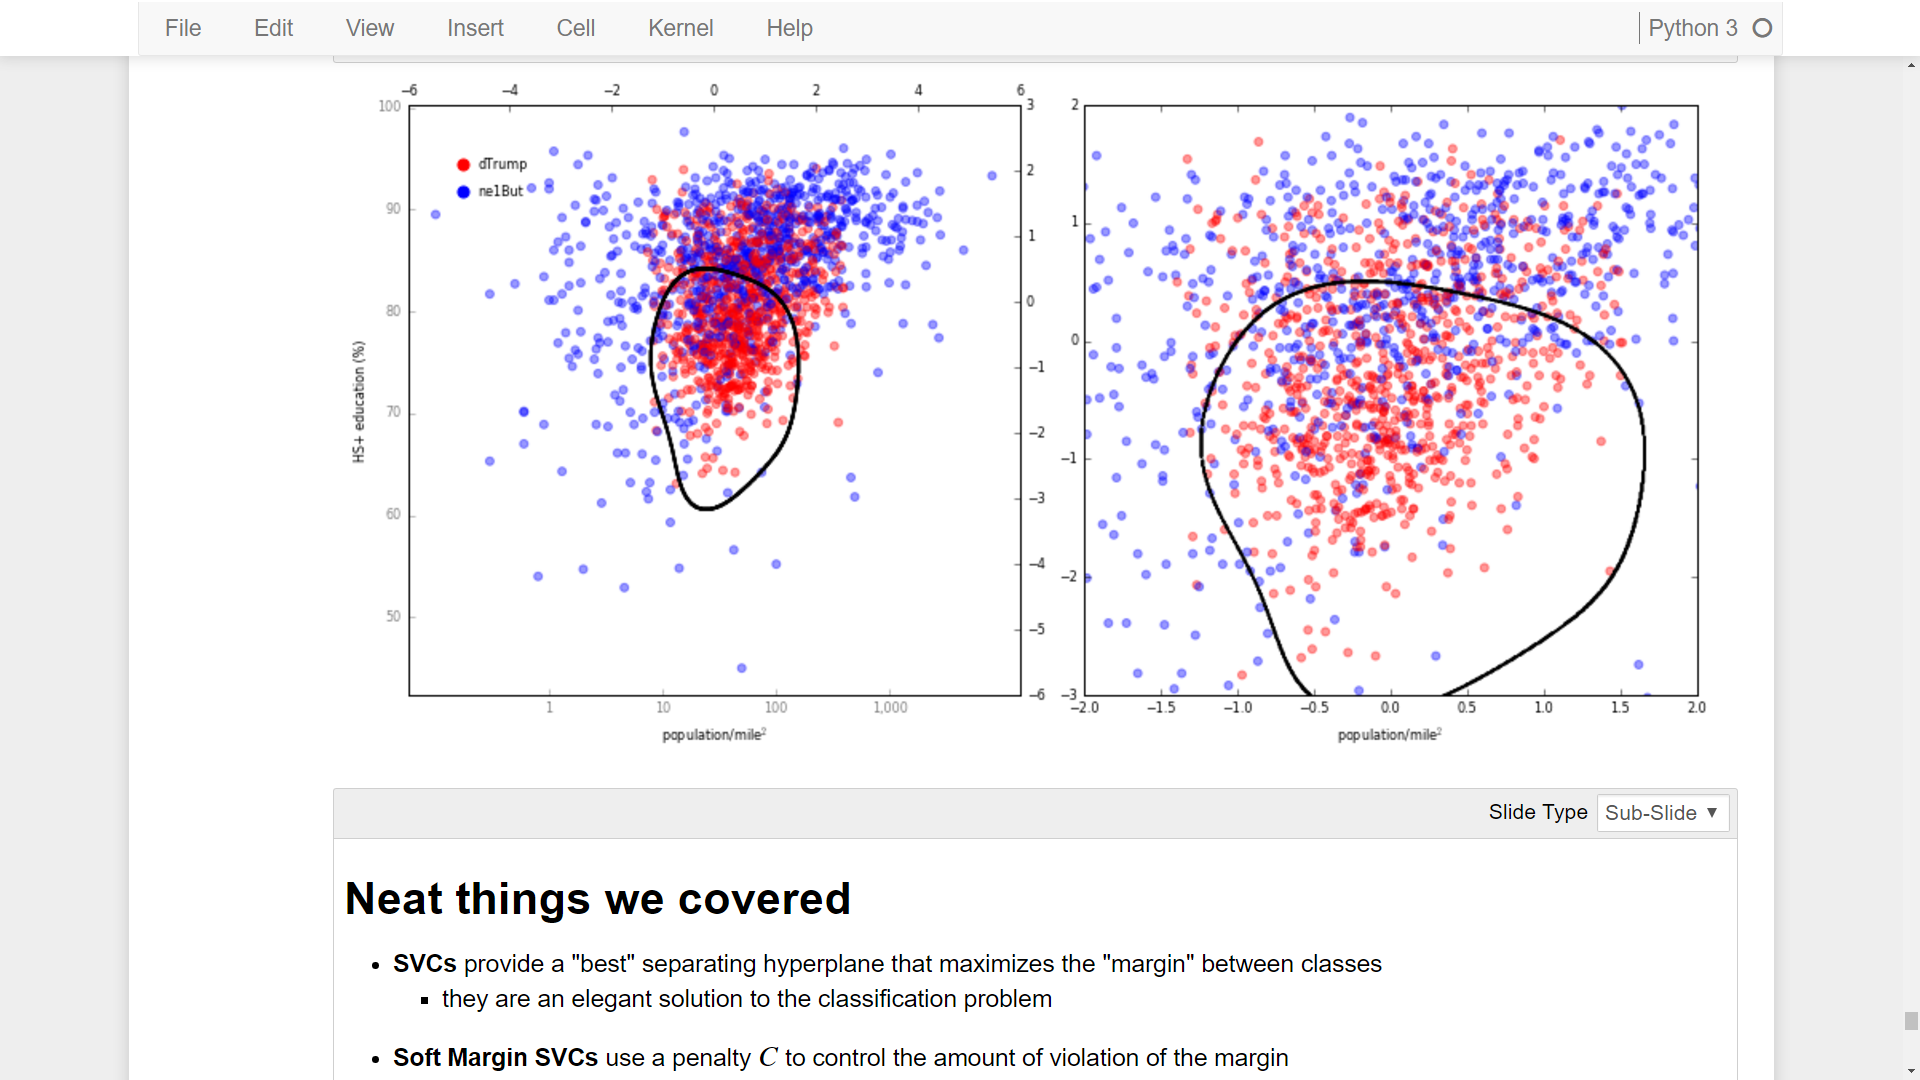 File Edit View Insert Cell Kernel Help Python 3
−6 −4 −2 0 2 4 6
100 3 2
dTrump 2
ne1But
90 1 1
80 0 0
−1
HS+ education (%)
70 −2 −1
60 −3
−4 −2
50 −5
−6 −3
1 10 100 1,000 −2.0 −1.5 −1.0 −0.5 0.0 0.5 1.0 1.5 2.0
population/mile² population/mile²
Slide Type Sub-Slide ▼
Neat things we covered
• SVCs provide a "best" separating hyperplane that maximizes the "margin" between classes
▪ they are an elegant solution to the classification problem
• Soft Margin SVCs use a penalty C to control the amount of violation of the margin